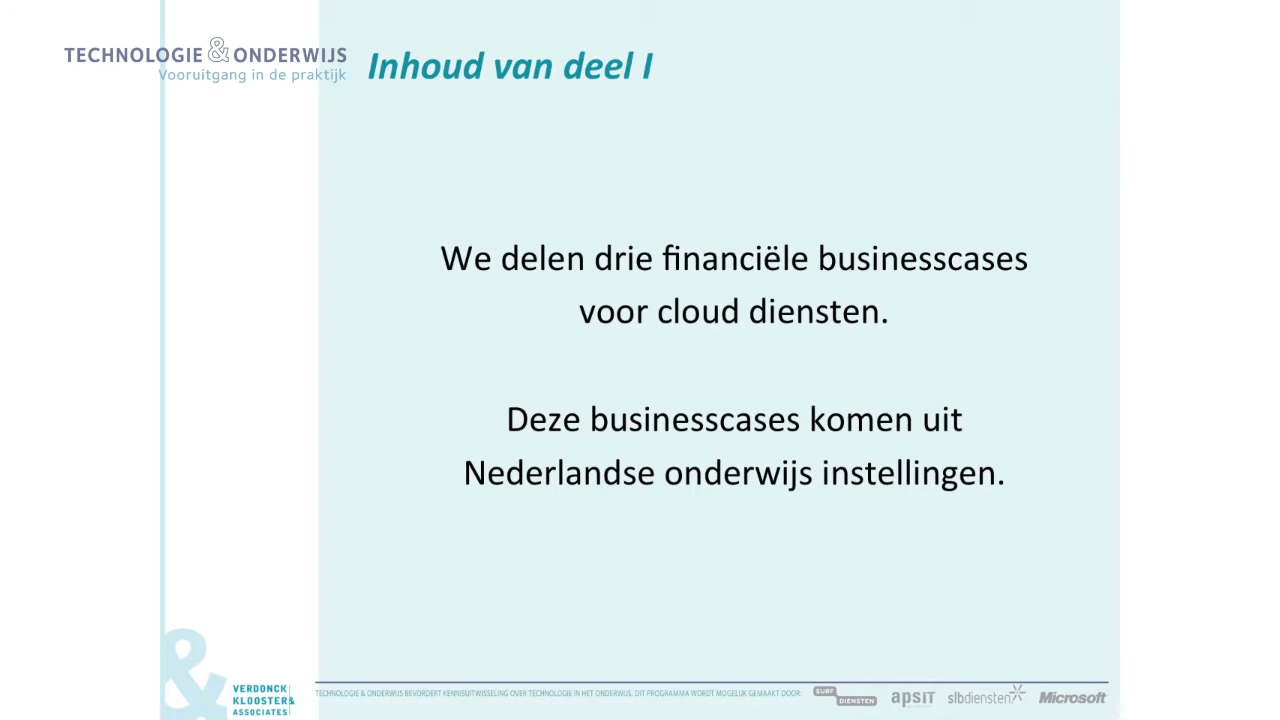 TECHNOLOGIE & ONDERWIJS
Vooruitgang in de praktijk
Inhoud van deel I
We delen drie financiële businesscases
voor cloud diensten.
Deze businesscases komen uit
Nederlandse onderwijs instellingen.
&
VERDONCK
KLOOSTER &
ASSOCIATES
TECHNOLOGIE & ONDERWIJS BEVORDERT KENNISUITWISSELING OVER TECHNOLOGIE IN HET ONDERWIJS. DIT PROGRAMMA WORDT MOGELIJK GEMAAKT DOOR:
SURF
DIENSTEN
apsiT
slbdiensten
Microsoft